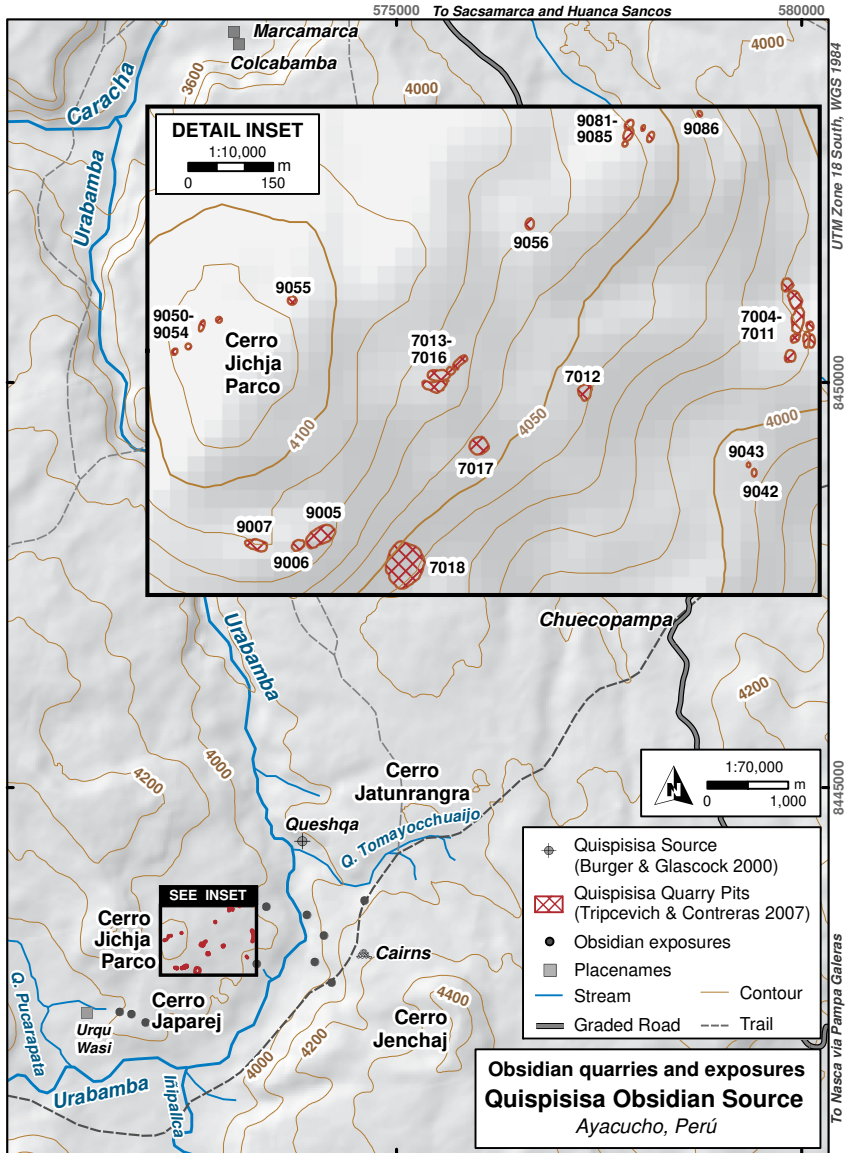 575000
To Sacsamarca and Huanca Sancos
580000
Marcamarca
Colcabamba
4000
3600
4000
Caracha
Urabamba
UTM Zone 18 South, WGS 1984
DETAIL INSET
1:10,000
m
0
150
9081-
9085
9086
9056
9055
9050-
9054
Cerro
Jichja
Parco
7013-
7016
7004-
7011
7012
8450000
4050
4000
4100
7017
9043
9042
9007
9005
9006
7018
Urabamba
Chuecopampa
4200
4000
4200
Cerro
Jatunrangra
1:70,000
N
m
0
1,000
8445000
Queshqa
Q. Tomayocchuaijo
Quispisisa Source
(Burger & Glascock 2000)
Quispisisa Quarry Pits
(Tripcevich & Contreras 2007)
Obsidian exposures
Placenames
Stream
Contour
Graded Road
Trail
SEE INSET
Cerro
Jichja
Parco
Cairns
Q. Pucarapata
Cerro
Japarej
Urqu
Wasi
4400
Cerro
Jenchaj
4200
4000
Urabamba
Iñipallca
To Nasca via Pampa Galeras
Obsidian quarries and exposures
Quispisisa Obsidian Source
Ayacucho, Perú